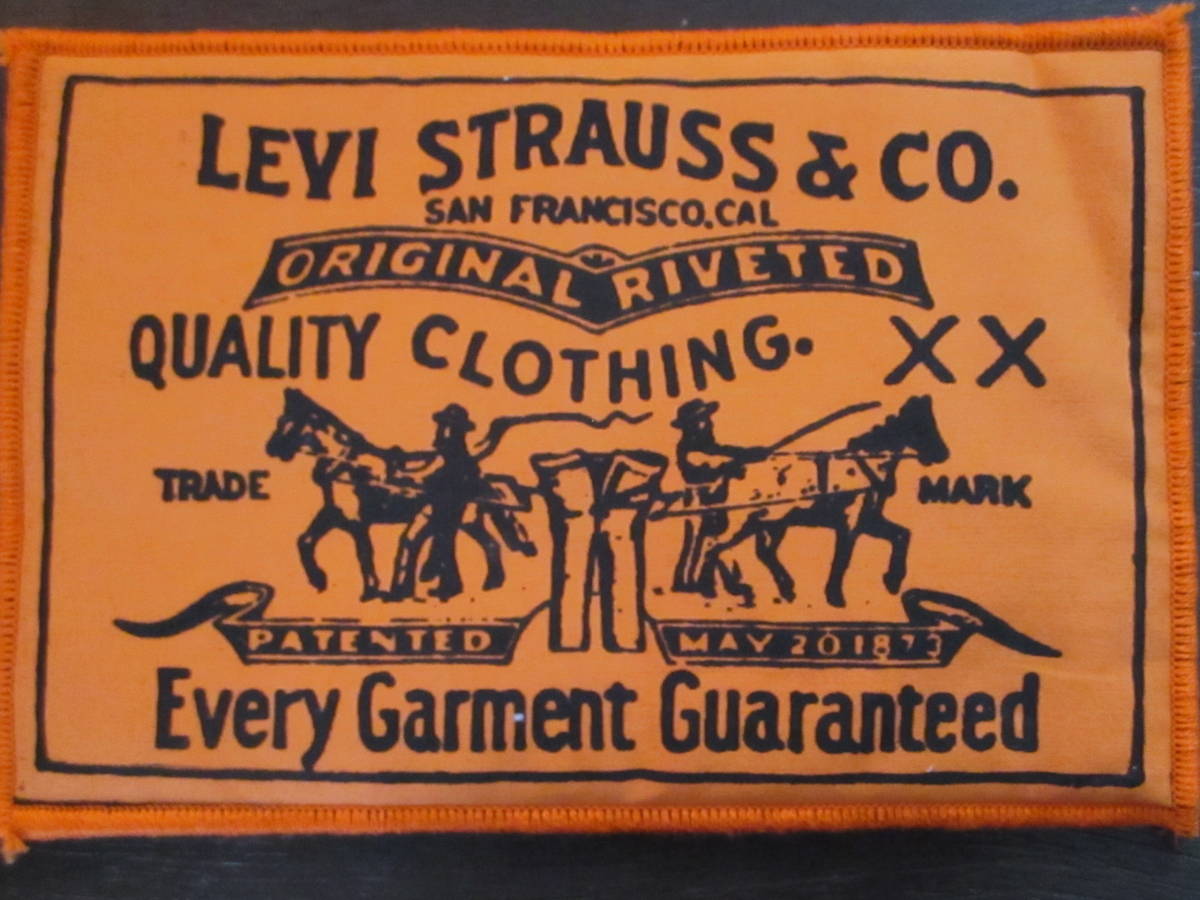 LEVI STRAUSS & CO.
SAN FRANCISCO.CAL
ORIGINAL RIVETED
QUALITY CLOTHING. XX
TRADE MARK
PATENTED MAY 20 1873
Every Garment Guaranteed